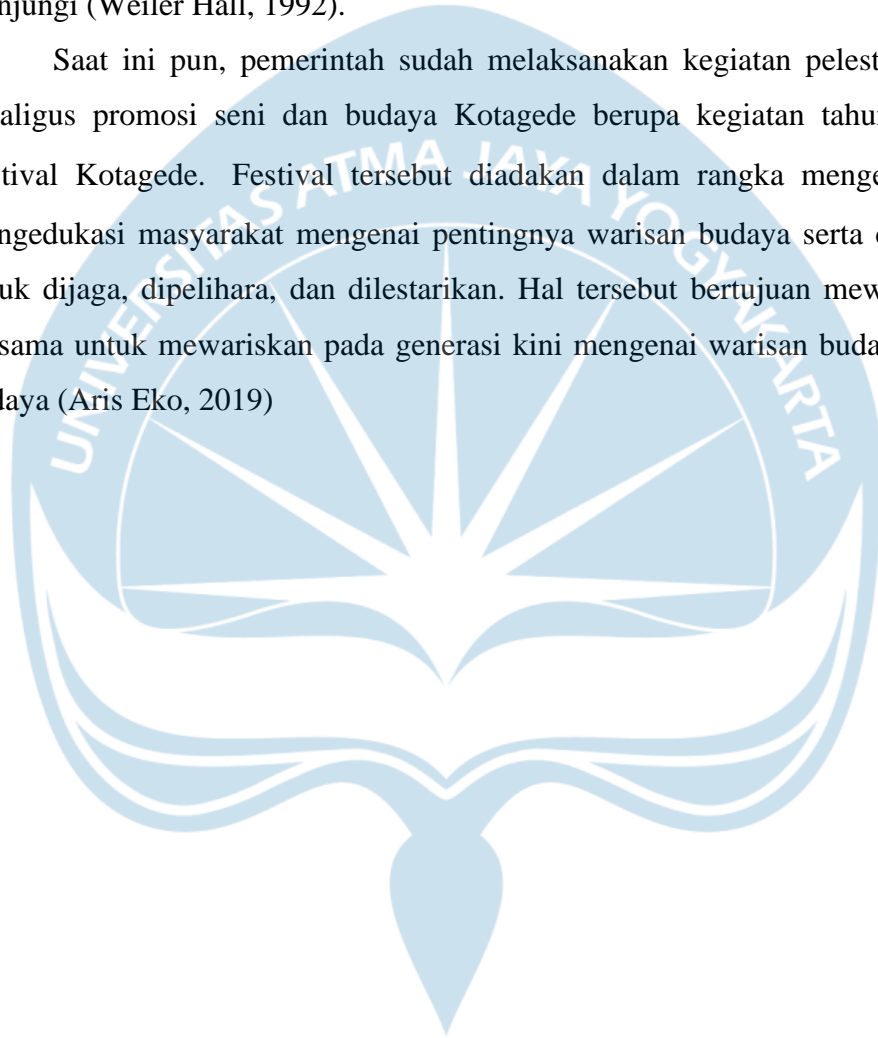 njungi (Weiler Hall, 1992).
Saat ini pun, pemerintah sudah melaksanakan kegiatan pelest
aligus promosi seni dan budaya Kotagede berupa kegiatan tahu
tival Kotagede. Festival tersebut diadakan dalam rangka menge
ngedukasi masyarakat mengenai pentingnya warisan budaya serta
uk dijaga, dipelihara, dan dilestarikan. Hal tersebut bertujuan mew
sama untuk mewariskan pada generasi kini mengenai warisan buda
daya (Aris Eko, 2019)
UNIVERSITAS ATMA JAYA YOGYAKARTA